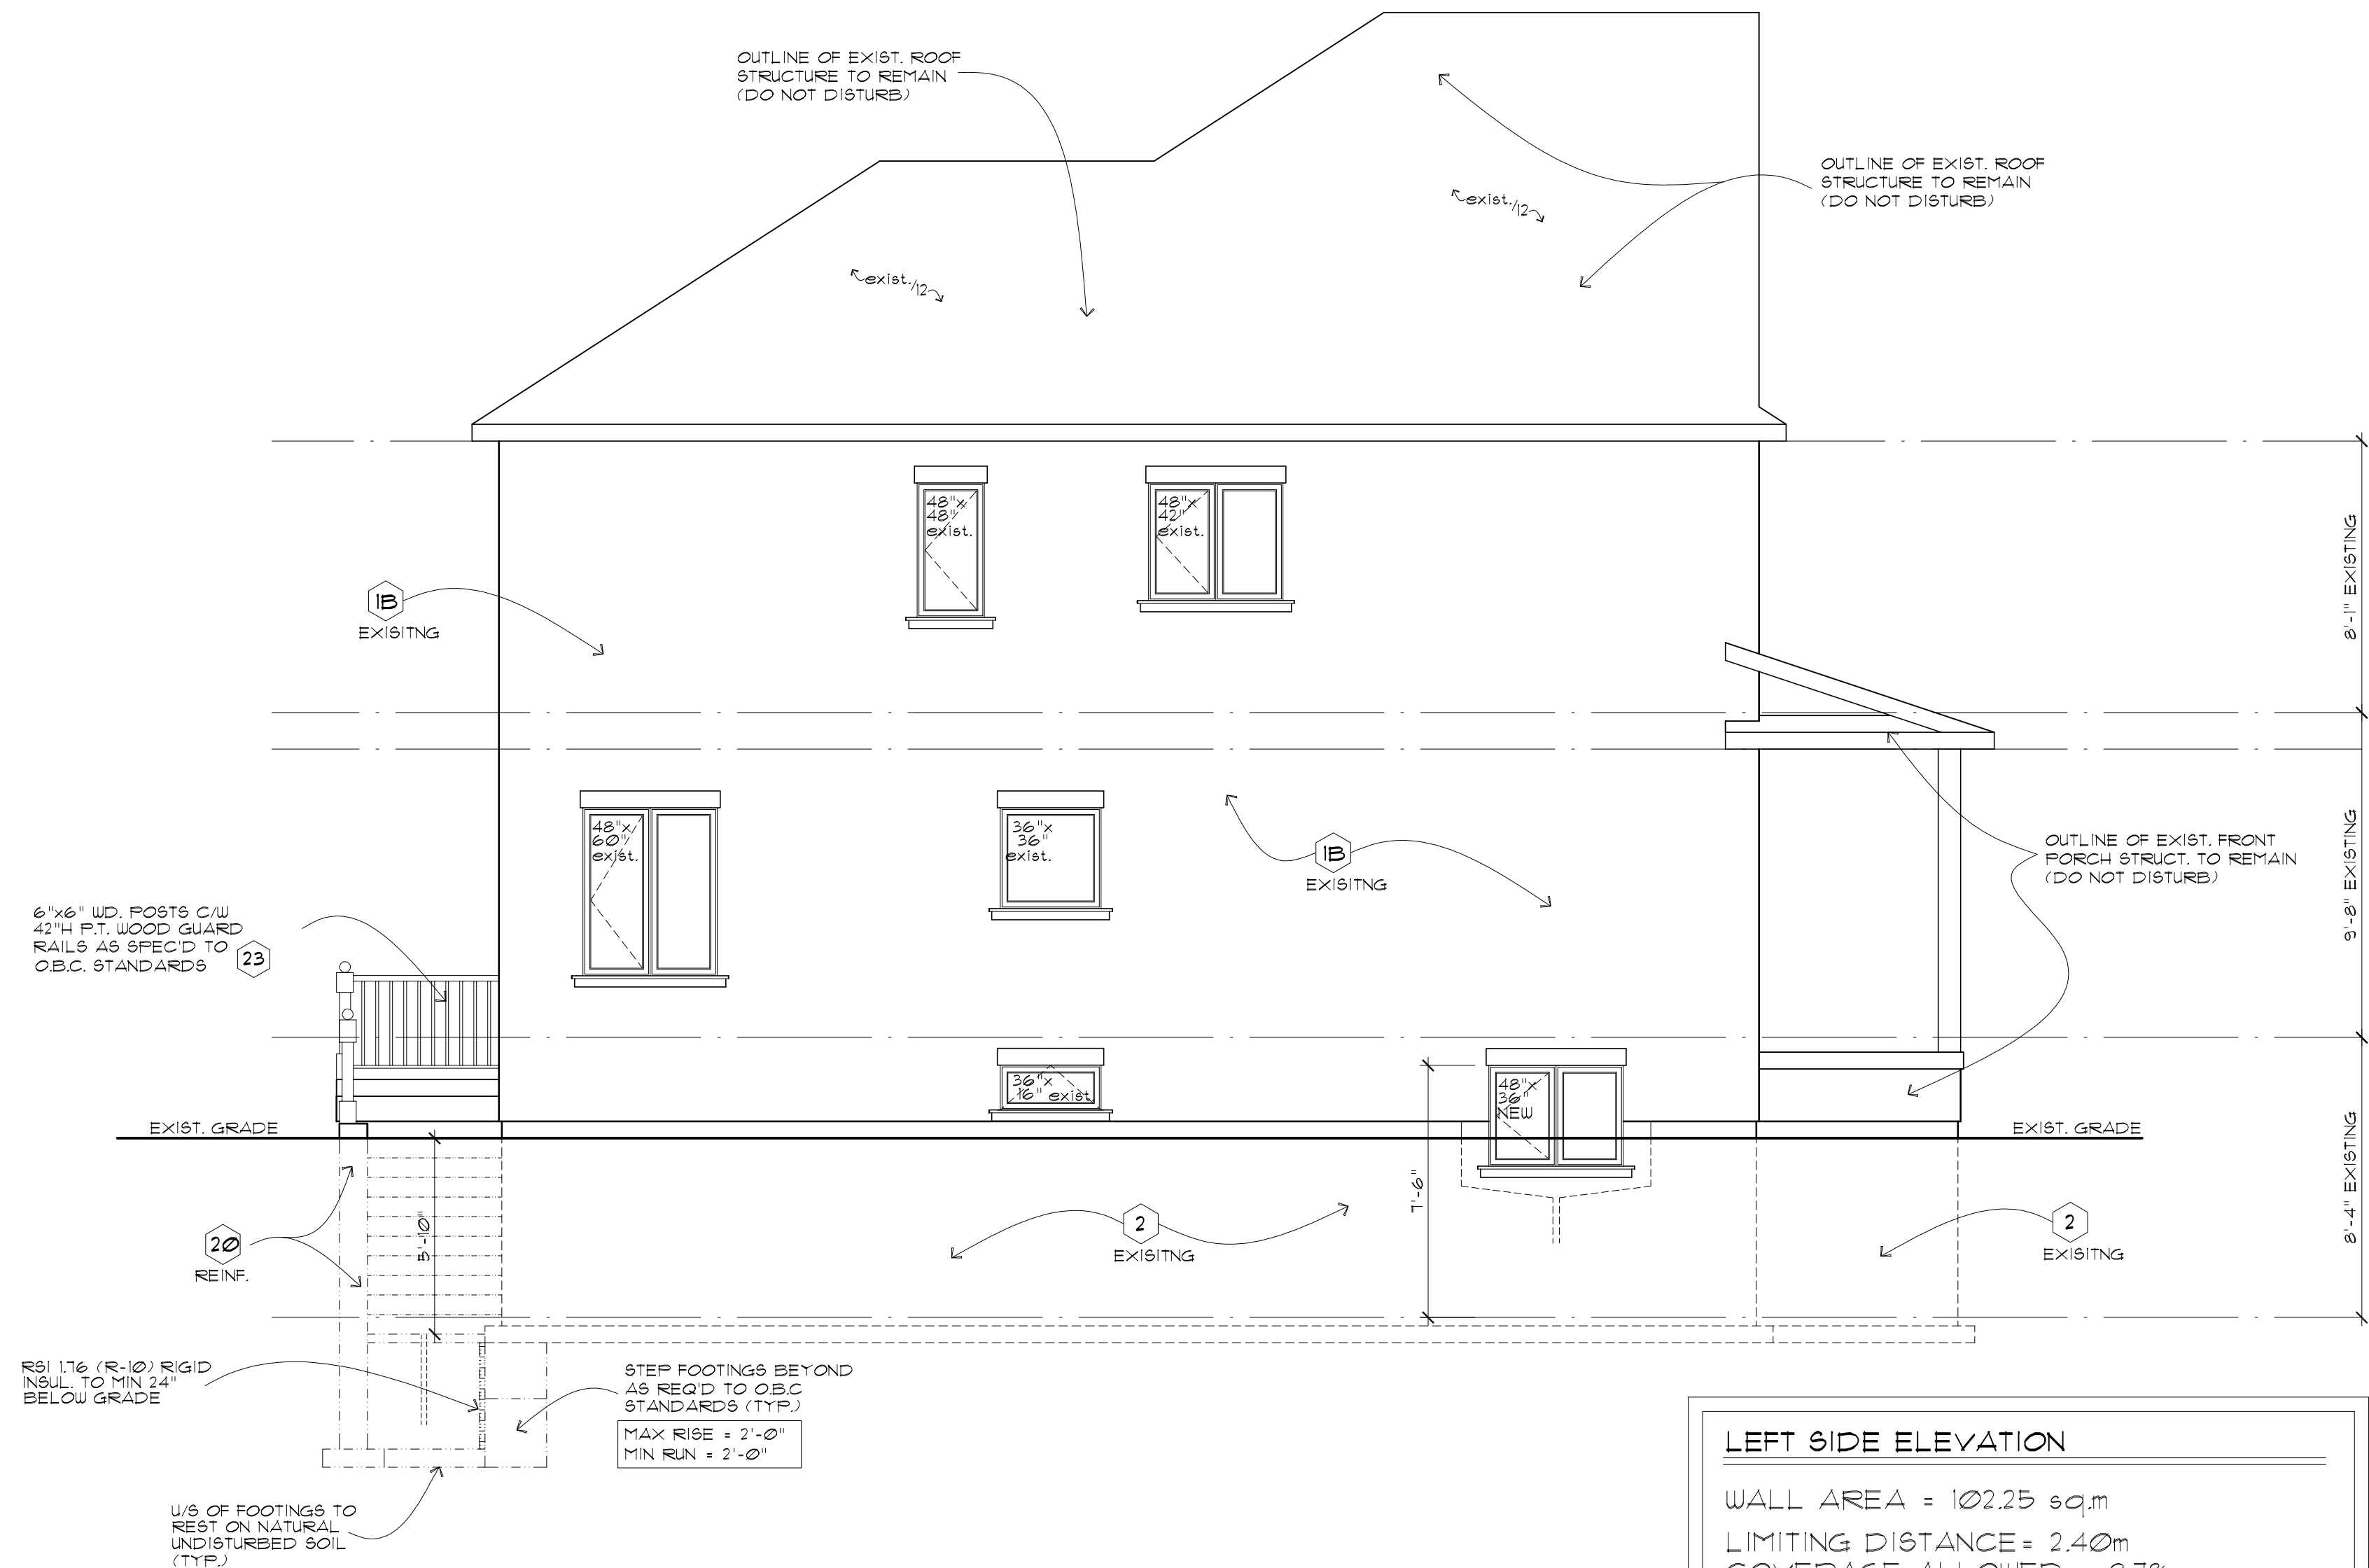 OUTLINE OF EXIST. ROOF
STRUCTURE TO REMAIN
(DO NOT DISTURB)
OUTLINE OF EXIST. ROOF
STRUCTURE TO REMAIN
(DO NOT DISTURB)
exist./12
exist./12
48"x
48"
exist.
48"x
42"
exist.
8'-1" EXISTING
1B
EXISITNG
48"x
60"
exist.
36"x
36"
exist.
1B
EXISITNG
OUTLINE OF EXIST. FRONT
PORCH STRUCT. TO REMAIN
(DO NOT DISTURB)
9'-8" EXISTING
6"x6" WD. POSTS C/W
42"H P.T. WOOD GUARD
RAILS AS SPEC'D TO
O.B.C. STANDARDS
23
36"x
16" exist.
48"x
36"
NEW
EXIST. GRADE
EXIST. GRADE
8'-4" EXISTING
7'-6"
5'-10"
20
REINF.
2
EXISITNG
2
EXISITNG
RSI 1.76 (R-10) RIGID
INSUL. TO MIN 24"
BELOW GRADE
STEP FOOTINGS BEYOND
AS REQ'D TO O.B.C
STANDARDS (TYP.)
MAX RISE = 2'-0"
MIN RUN = 2'-0"
U/S OF FOOTINGS TO
REST ON NATURAL
UNDISTURBED SOIL
(TYP.)
LEFT SIDE ELEVATION
WALL AREA = 102.25 sq.m
LIMITING DISTANCE= 2.40m
COVERAGE ALLOWED